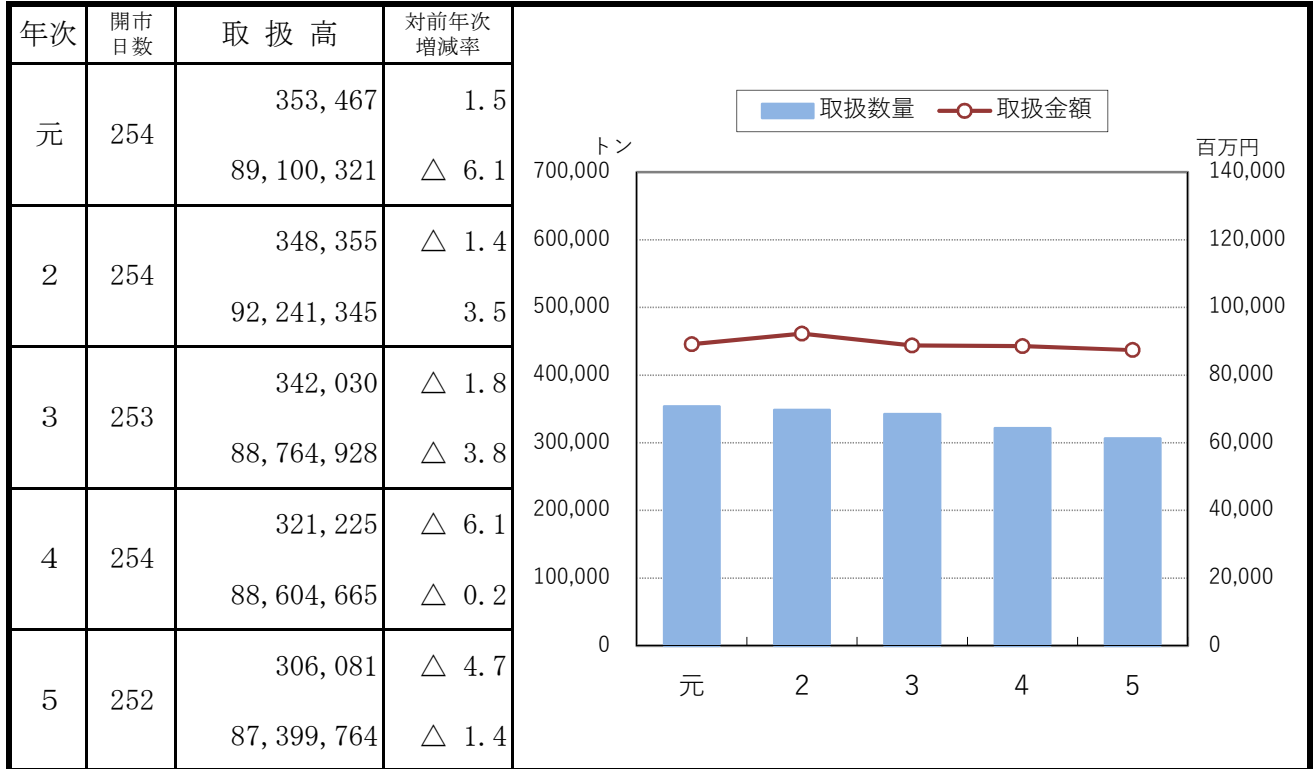 年次 開市日数 取扱高 対前年次増減率
元 254 353,467 1.5
89,100,321 △ 6.1
2 254 348,355 △ 1.4
92,241,345 3.5
3 253 342,030 △ 1.8
88,764,928 △ 3.8
4 254 321,225 △ 6.1
88,604,665 △ 0.2
5 252 306,081 △ 4.7
87,399,764 △ 1.4
取扱数量 取扱金額
トン 百万円
700,000 140,000
600,000 120,000
500,000 100,000
400,000 80,000
300,000 60,000
200,000 40,000
100,000 20,000
0 0
元 2 3 4 5